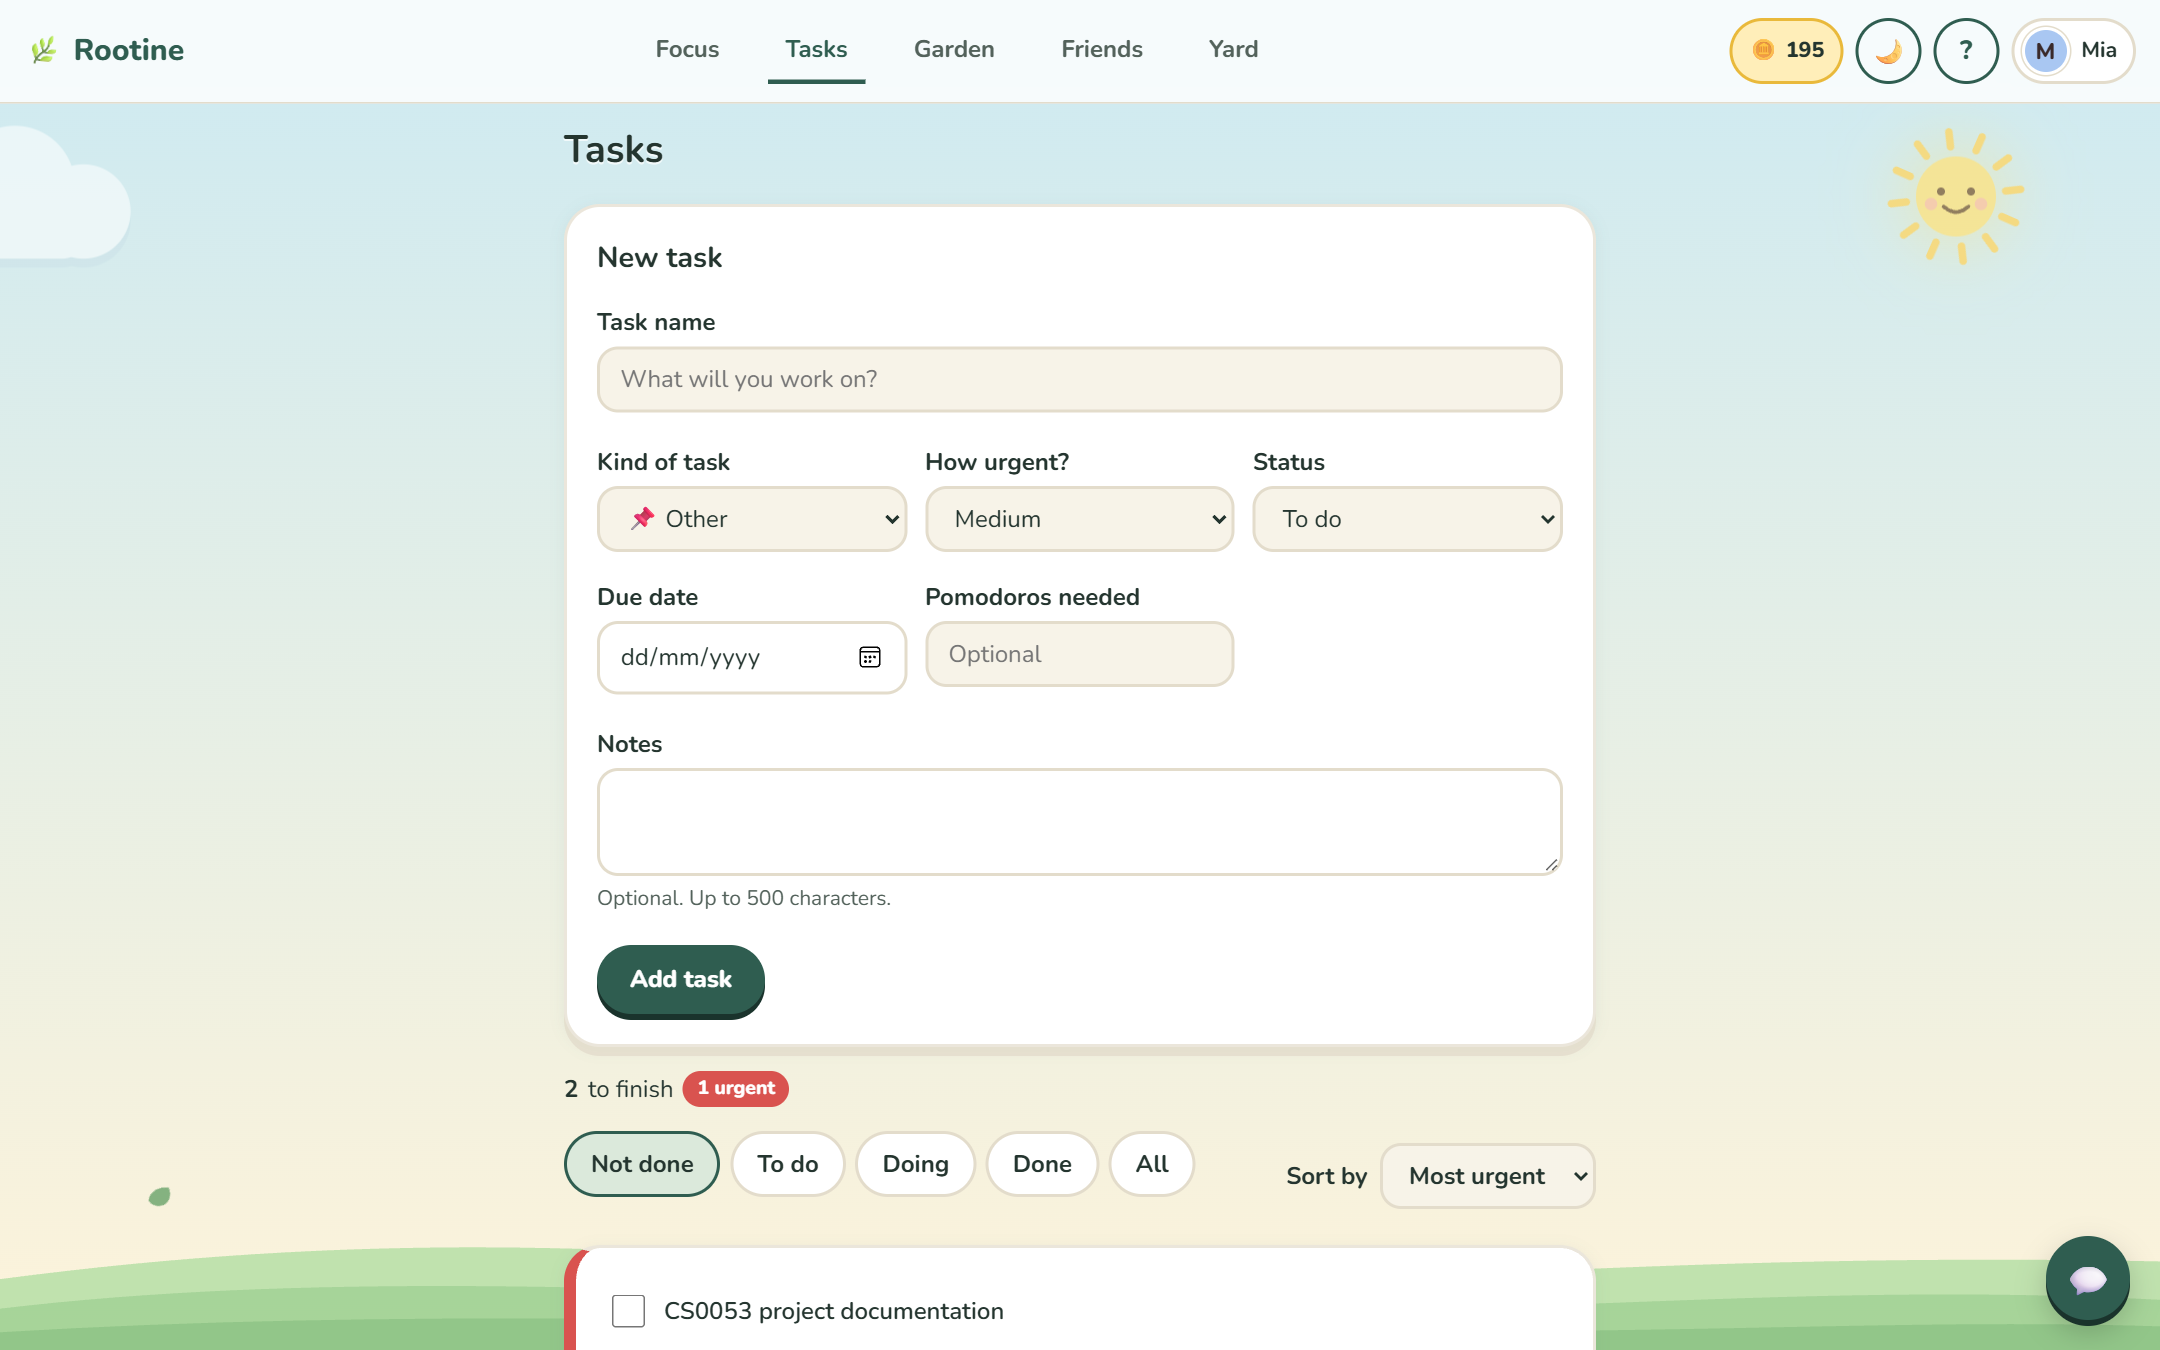 Rootine
Focus
Tasks
Garden
Friends
Yard
195
?
M
Mia
Tasks
New task
Task name
What will you work on?
Kind of task
How urgent?
Status
Other
Medium
To do
Due date
Pomodoros needed
dd/mm/yyyy
Optional
Notes
Optional. Up to 500 characters.
Add task
2 to finish
1 urgent
Not done
To do
Doing
Done
All
Sort by
Most urgent
CS0053 project documentation